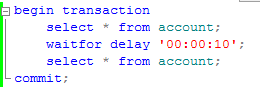 begin transaction
select * from account;
waitfor delay '00:00:10';
select * from account;
commit;